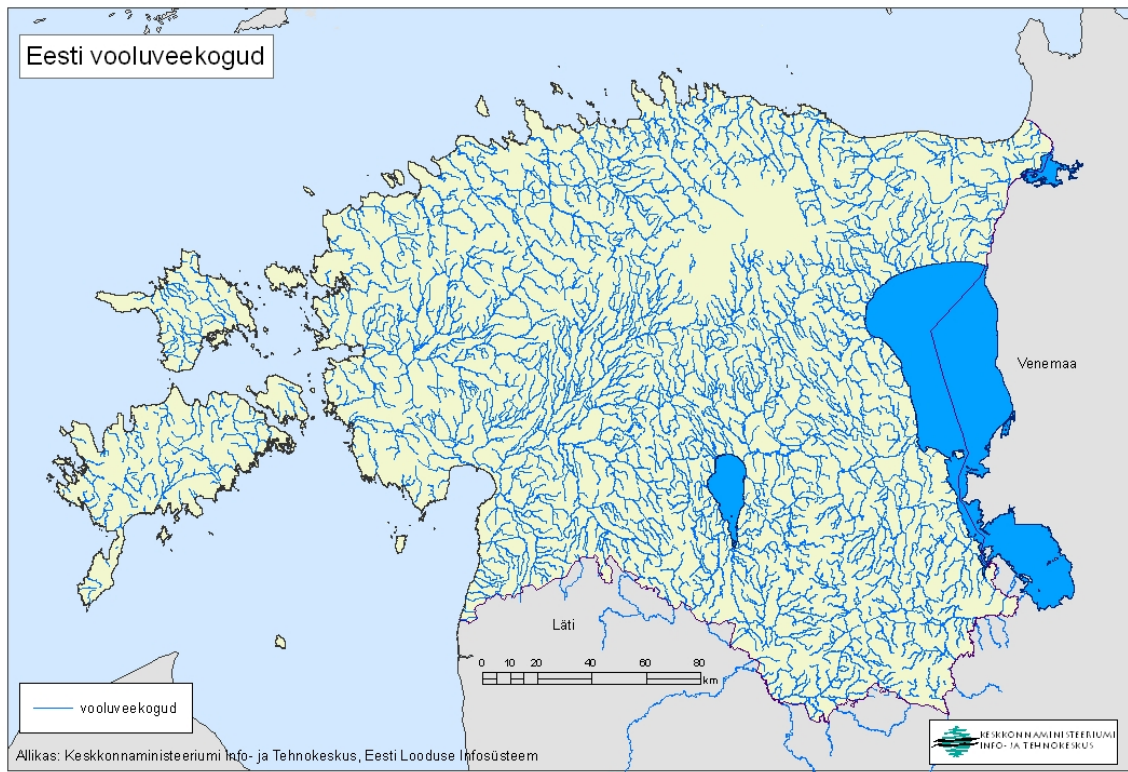 Eesti vooluveekogud
Venemaa
Läti
0 10 20 40 60 80
km
vooluveekogud
Allikas: Keskkonnaministeeriumi Info- ja Tehnokeskus, Eesti Looduse Infosüsteem
KESKKONNAMINISTEERIUMI
INFO- JA TEHNOKESKUS